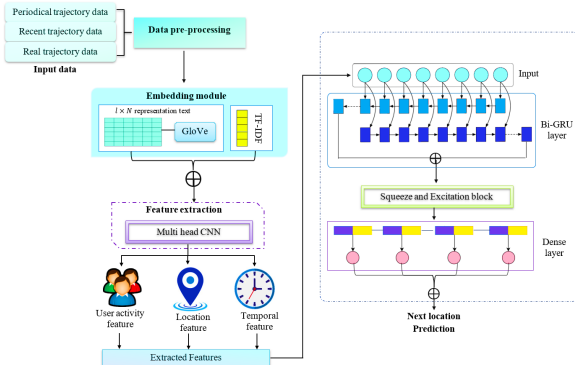 Periodical trajectory data
Recent trajectory data
Real trajectory data
Input data
Data pre-processing
Embedding module
l × N representation text
GloVe
TF-IDF
Feature extraction
Multi head CNN
User activity
feature
Location
feature
Temporal
feature
Extracted Features
Input
Bi-GRU
layer
Squeeze and Excitation block
Dense
layer
Next location
Prediction